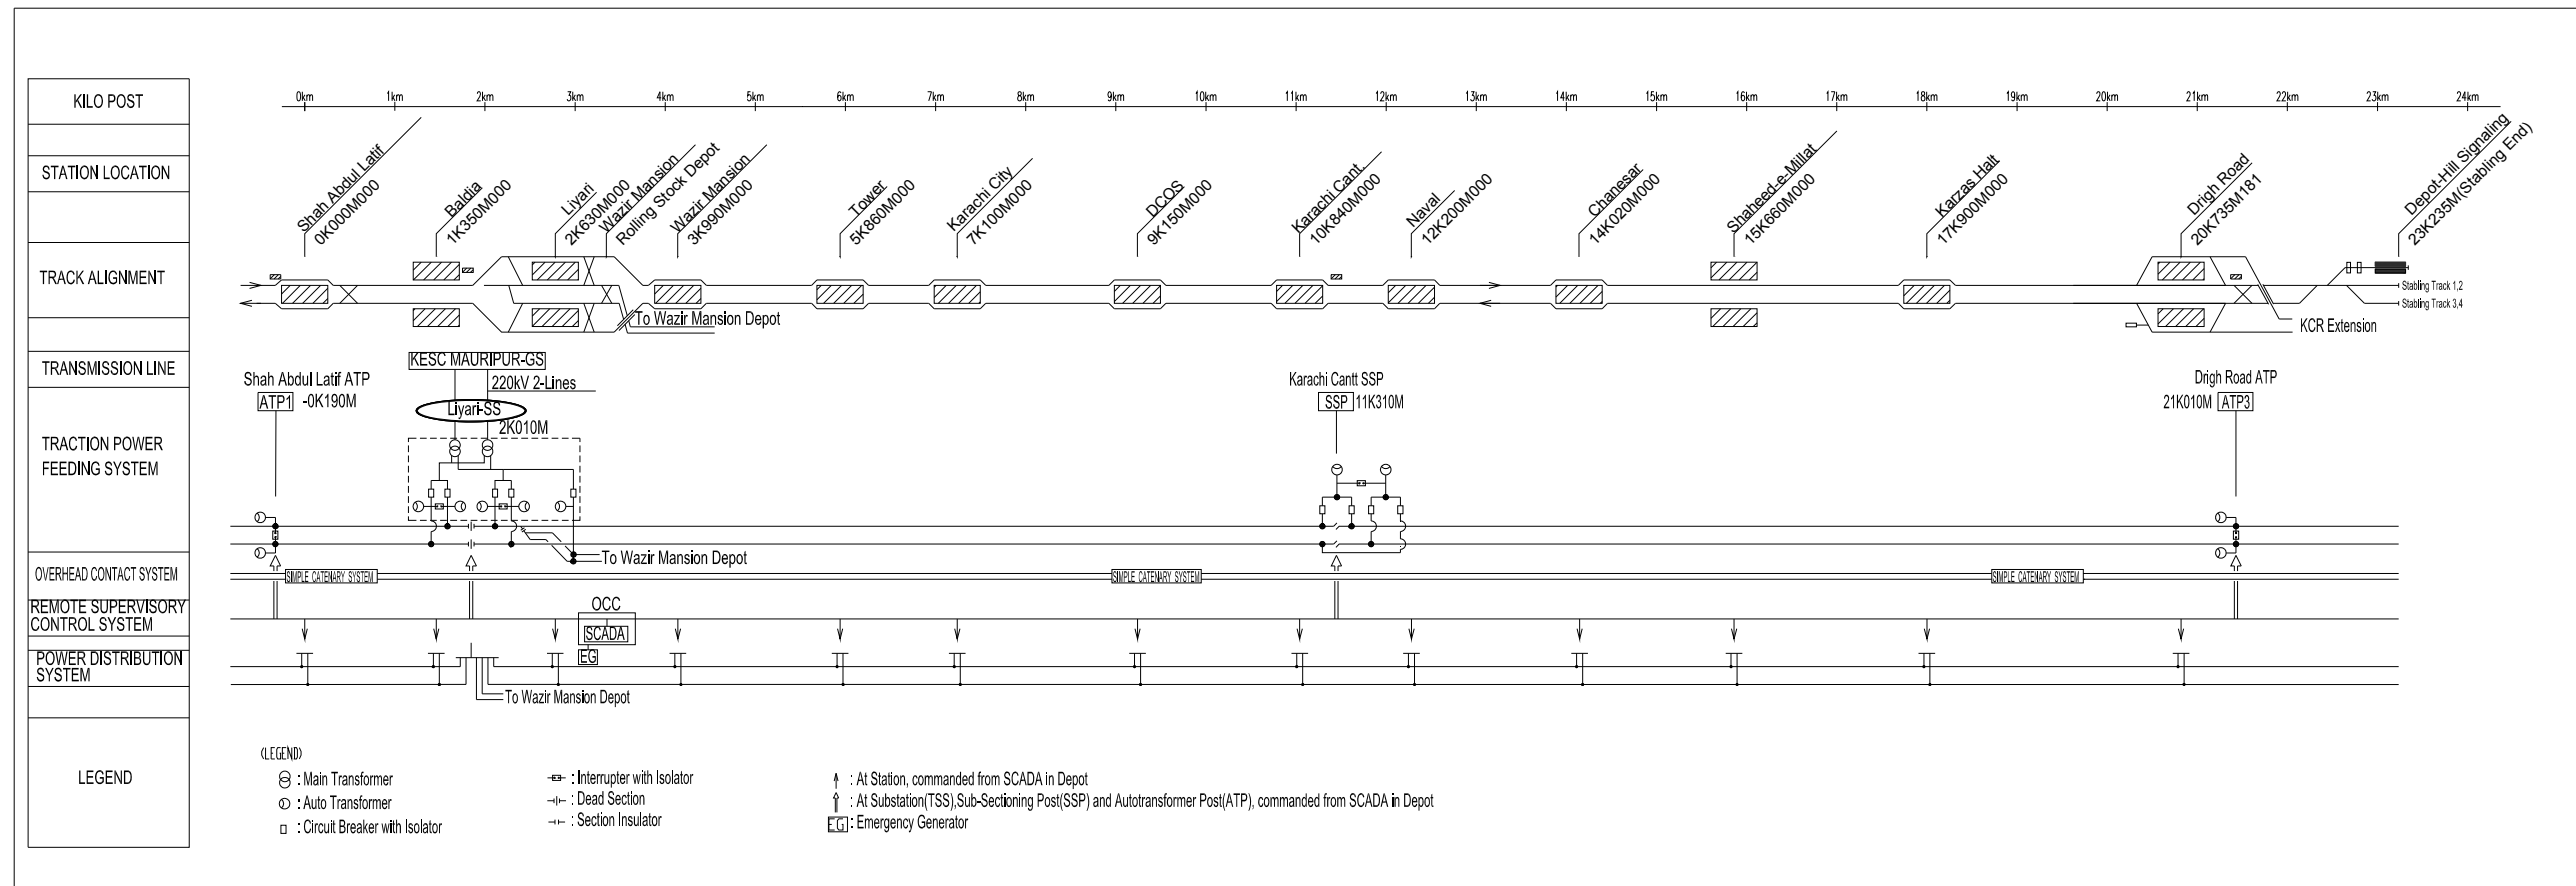 KILO POST
0km 1km 2km 3km 4km 5km 6km 7km 8km 9km 10km 11km 12km 13km 14km 15km 16km 17km 18km 19km 20km 21km 22km 23km 24km
STATION LOCATION
Shah Abdul Latif
0K000M000
Baldia
1K350M000
Liyari
2K630M000
Wazir Mansion
Rolling Stock Depot
Wazir Mansion
3K990M000
Tower
5K860M000
Karachi City
7K100M000
DCOS
9K150M000
Karachi Cant.
10K840M000
Naval
12K200M000
Chanesar
14K020M000
Shaheed-e-Millat
15K660M000
Karzas Halt
17K900M000
Drigh Road
20K735M181
Depot-Hill Signaling
23K235M(Stabling End)
TRACK ALIGNMENT
To Wazir Mansion Depot
Stabling Track 1,2
Stabling Track 3,4
KCR Extension
TRANSMISSION LINE
KESC MAURIPUR-GS
220kV 2-Lines
TRACTION POWER
FEEDING SYSTEM
Shah Abdul Latif ATP
ATP1 -0K190M
Liyari-SS
2K010M
Karachi Cantt SSP
SSP 11K310M
Drigh Road ATP
21K010M ATP3
To Wazir Mansion Depot
OVERHEAD CONTACT SYSTEM
SIMPLE CATENARY SYSTEM
SIMPLE CATENARY SYSTEM
SIMPLE CATENARY SYSTEM
REMOTE SUPERVISORY
CONTROL SYSTEM
OCC
SCADA
EG
POWER DISTRIBUTION
SYSTEM
To Wazir Mansion Depot
LEGEND
(LEGEND)
: Main Transformer
: Auto Transformer
: Circuit Breaker with Isolator
: Interrupter with Isolator
: Dead Section
: Section Insulator
: At Station, commanded from SCADA in Depot
: At Substation(TSS),Sub-Sectioning Post(SSP) and Autotransformer Post(ATP), commanded from SCADA in Depot
EG : Emergency Generator